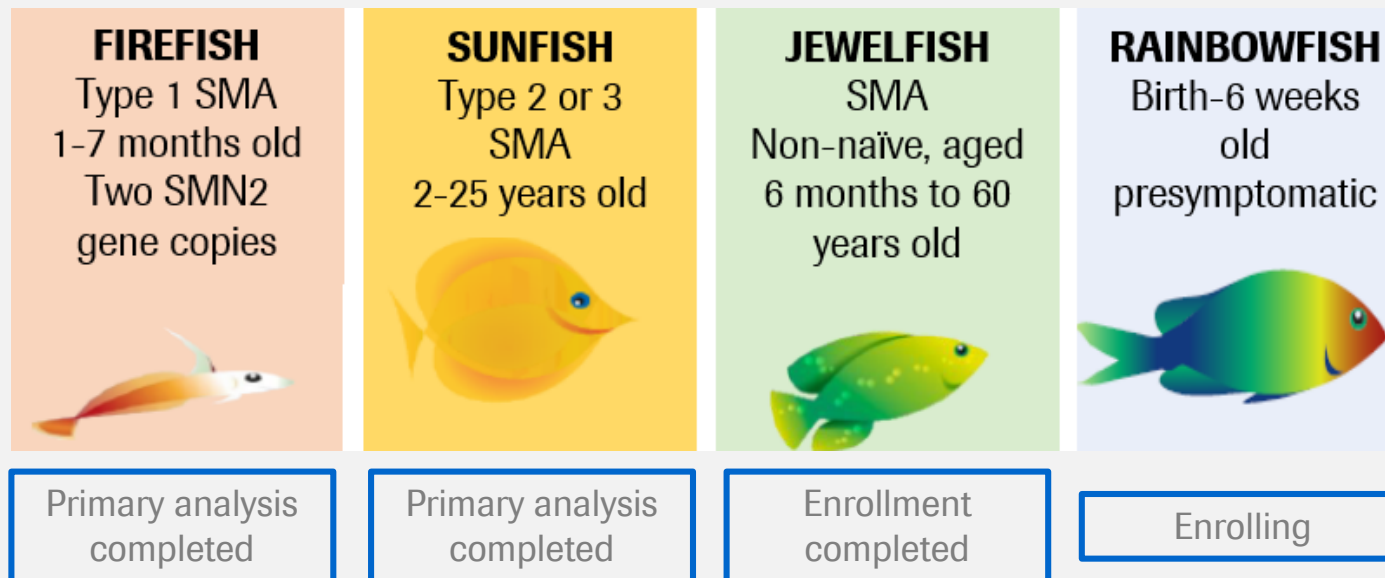 FIREFISH
Type 1 SMA
1-7 months old
Two SMN2
gene copies
SUNFISH
Type 2 or 3
SMA
2-25 years old
JEWELFISH
SMA
Non-naïve, aged
6 months to 60
years old
RAINBOWFISH
Birth-6 weeks
old
presymptomatic
Primary analysis
completed
Primary analysis
completed
Enrollment
completed
Enrolling